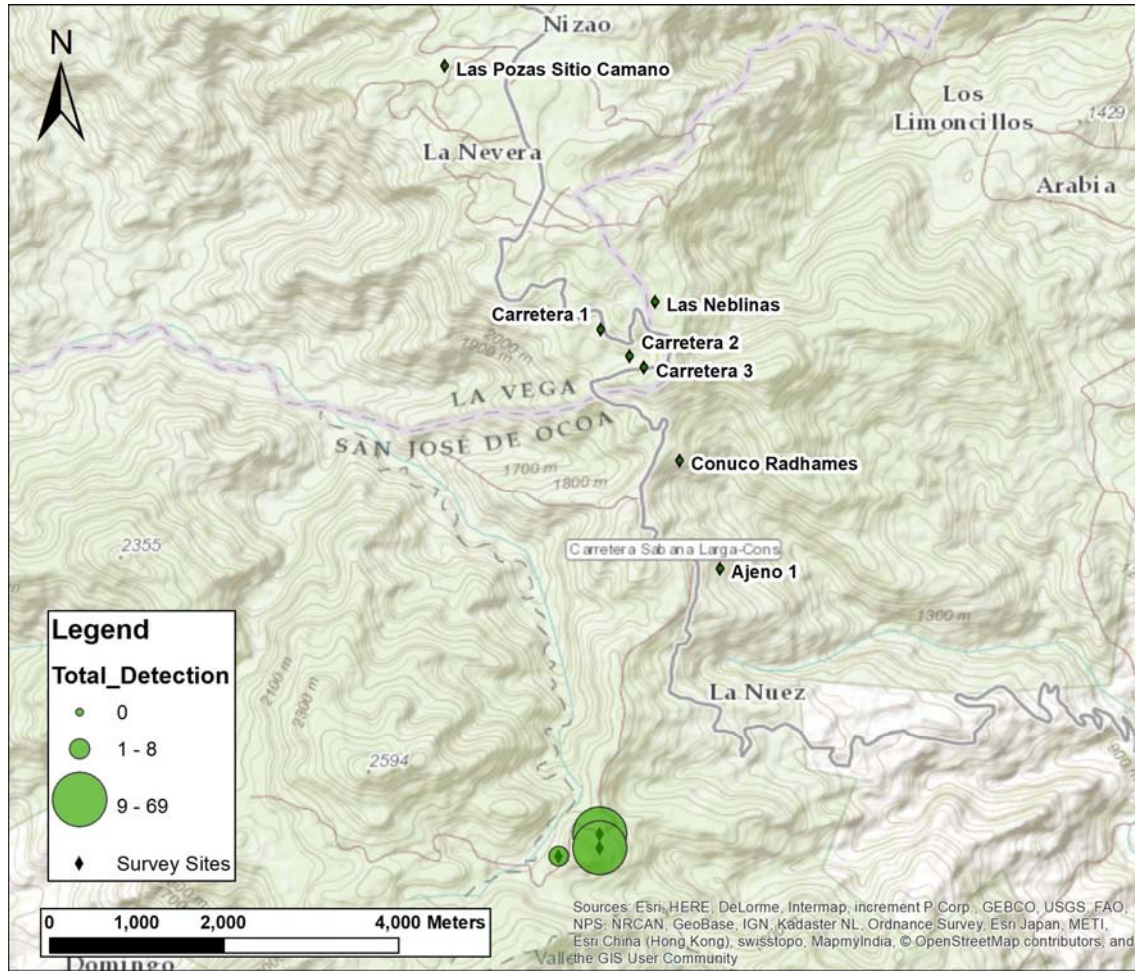 N
Nizao
Las Pozas Sitio Camano
Los
Limoncillos
1429
La Nevera
Arabia
Las Neblinas
Carretera 1
Carretera 2
2000 m
1900 m
Carretera 3
LA VEGA
SAN JOSÉ DE OCOA
Conuco Radhames
1700 m
1800 m
2355
Carretera Sabana Larga-Cons
Ajeno 1
1300 m
Legend
Total_Detection
0
1 - 8
9 - 69
Survey Sites
2100 m
2300 m
La Nuez
2594
900 m
0 1,000 2,000 4,000 Meters
Domingo
Sources: Esri, HERE, DeLorme, Intermap, increment P Corp., GEBCO, USGS, FAO,
NPS, NRCAN, GeoBase, IGN, Kadaster NL, Ordnance Survey, Esri Japan, METI,
Esri China (Hong Kong), swisstopo, MapmyIndia, © OpenStreetMap contributors, and
the GIS User Community